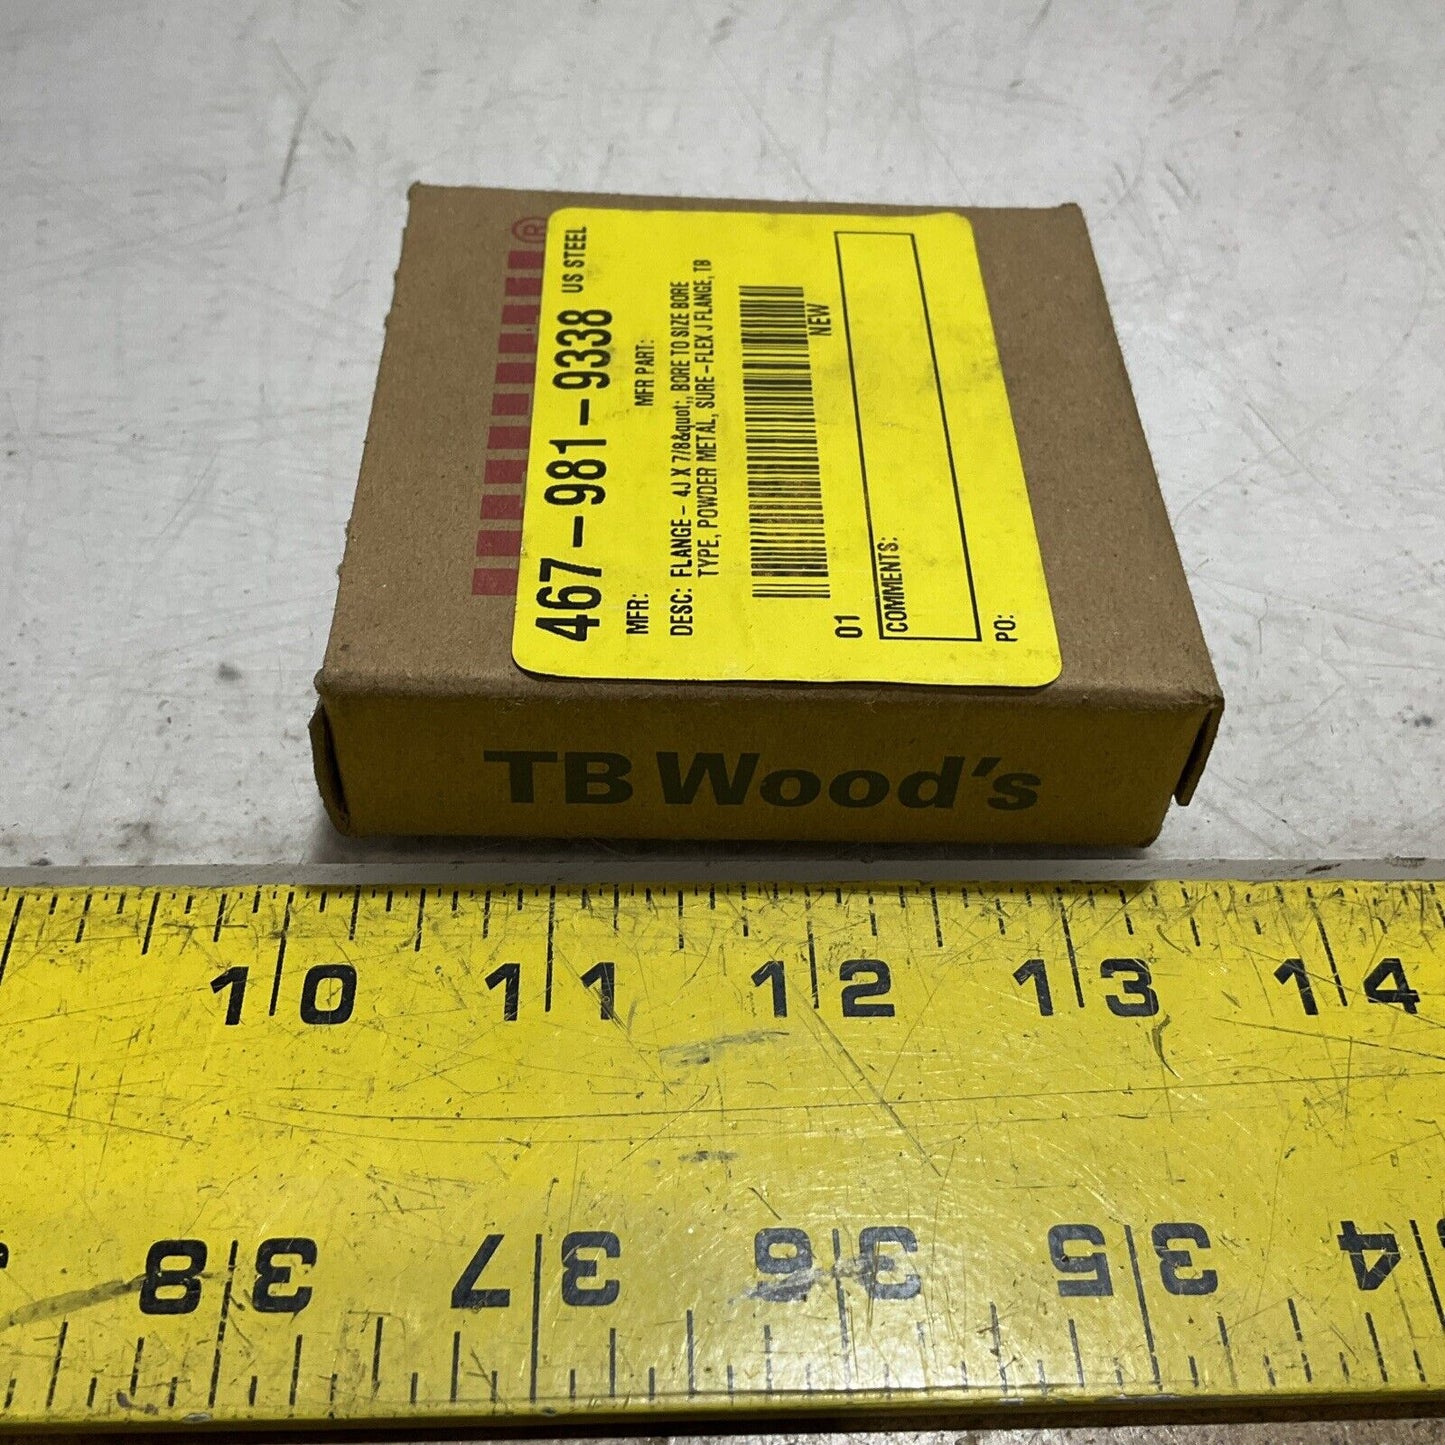 ®
467-981-9338 US STEEL
MFR: MFR PART:
DESC: FLANGE- 4J X 7/8&quot;, BORE TO SIZE BORE
TYPE, POWDER METAL, SURE-FLEX J FLANGE, TB
NEW
01
COMMENTS:
PO:
TB Wood's
10 11 12 13 14
38 37 36 35 34